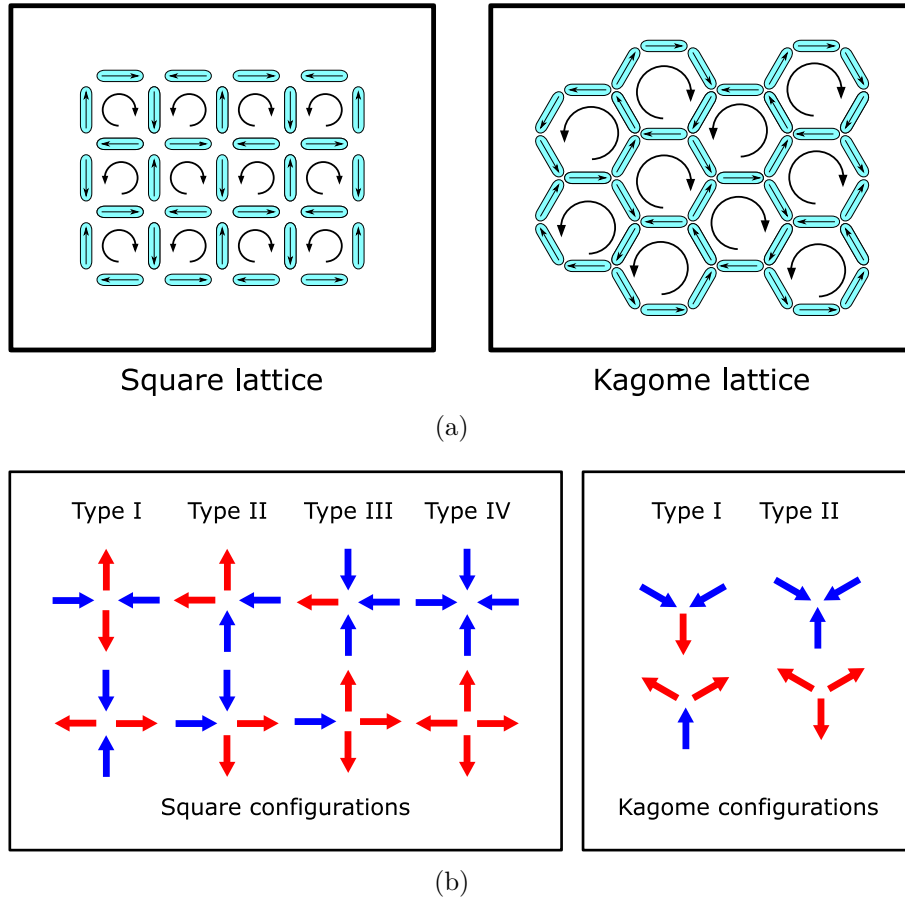 Square lattice
Kagome lattice
(a)
Type I
Type II
Type III
Type IV
Square configurations
Type I
Type II
Kagome configurations
(b)